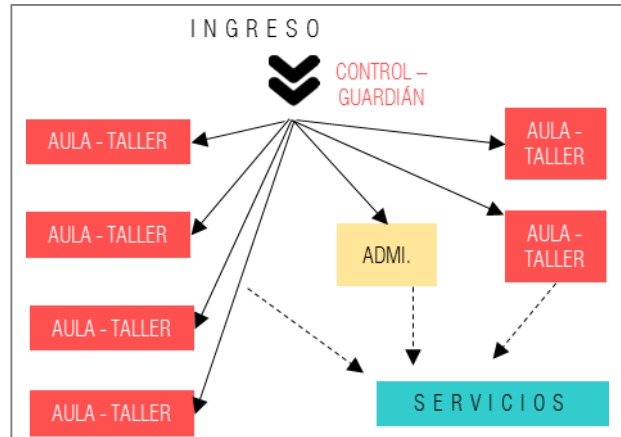 INGRESO
CONTROL –
GUARDIÁN
AULA - TALLER
AULA -
TALLER
AULA - TALLER
ADMI.
AULA -
TALLER
AULA - TALLER
AULA - TALLER
SERVICIOS